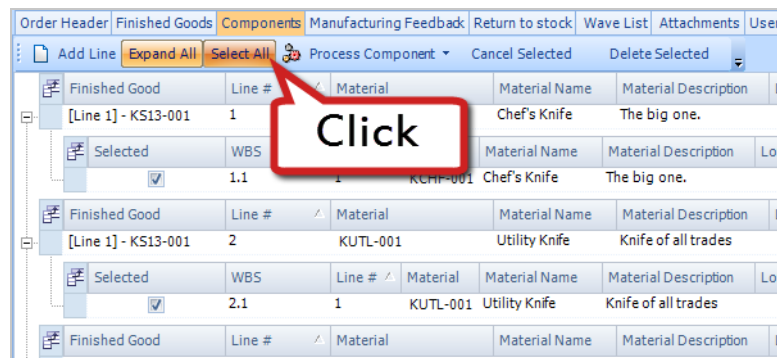 Order Header Finished Goods Components Manufacturing Feedback Return to stock Wave List Attachments User
Add Line Expand All Select All Process Component Cancel Selected Delete Selected
Finished Good Line # Material Material Name Material Description
[Line 1] - KS13-001 1 Chef's Knife The big one.
Click
Selected WBS Material Name Material Description Lo
1.1 1 KCHF-001 Chef's Knife The big one.
Finished Good Line # Material Material Name Material Description
[Line 1] - KS13-001 2 KUTL-001 Utility Knife Knife of all trades
Selected WBS Line # Material Material Name Material Description Lo
2.1 1 KUTL-001 Utility Knife Knife of all trades
Finished Good Line # Material Material Name Material Description